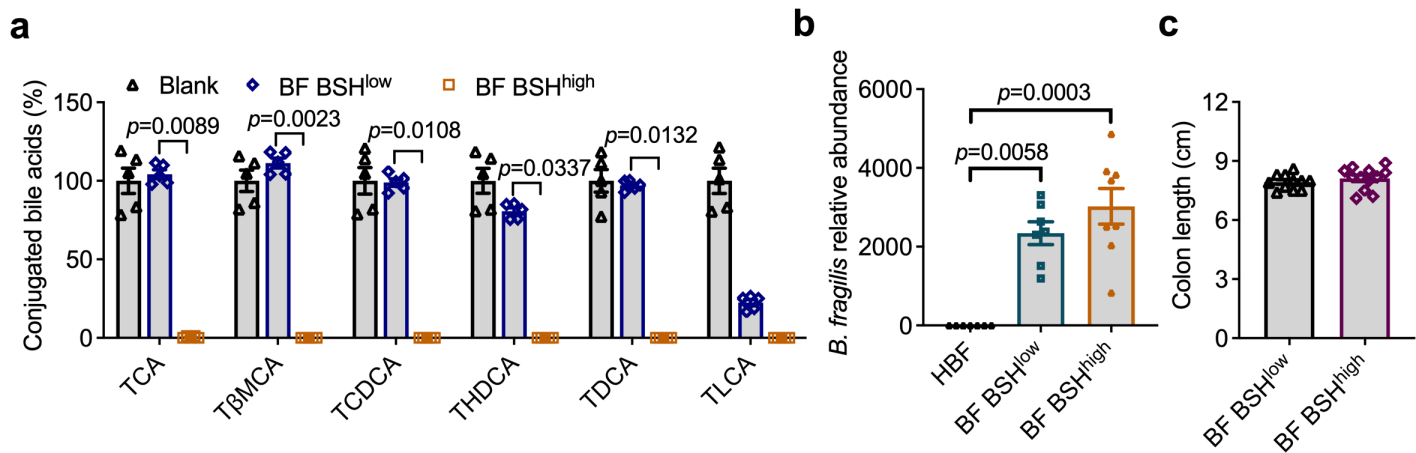 a
Conjugated bile acids (%)
Blank
BF BSHlow
BF BSHhigh
150
100
50
0
p=0.0089
p=0.0023
p=0.0108
p=0.0337
p=0.0132
TCA
TβMCA
TCDCA
THDCA
TDCA
TLCA
b
B. fragilis relative abundance
6000
4000
2000
0
p=0.0003
p=0.0058
HBF
BF BSHlow
BF BSHhigh
c
Colon length (cm)
12
9
6
3
0
BF BSHlow
BF BSHhigh